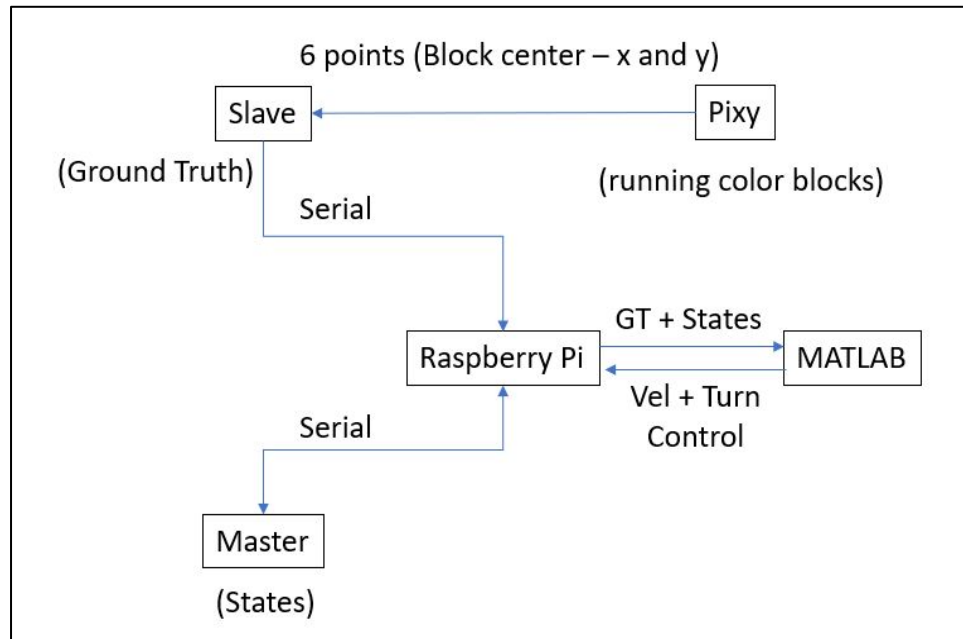 6 points (Block center – x and y)
Slave
Pixy
(Ground Truth)
(running color blocks)
Serial
GT + States
Raspberry Pi
MATLAB
Vel + Turn
Control
Serial
Master
(States)